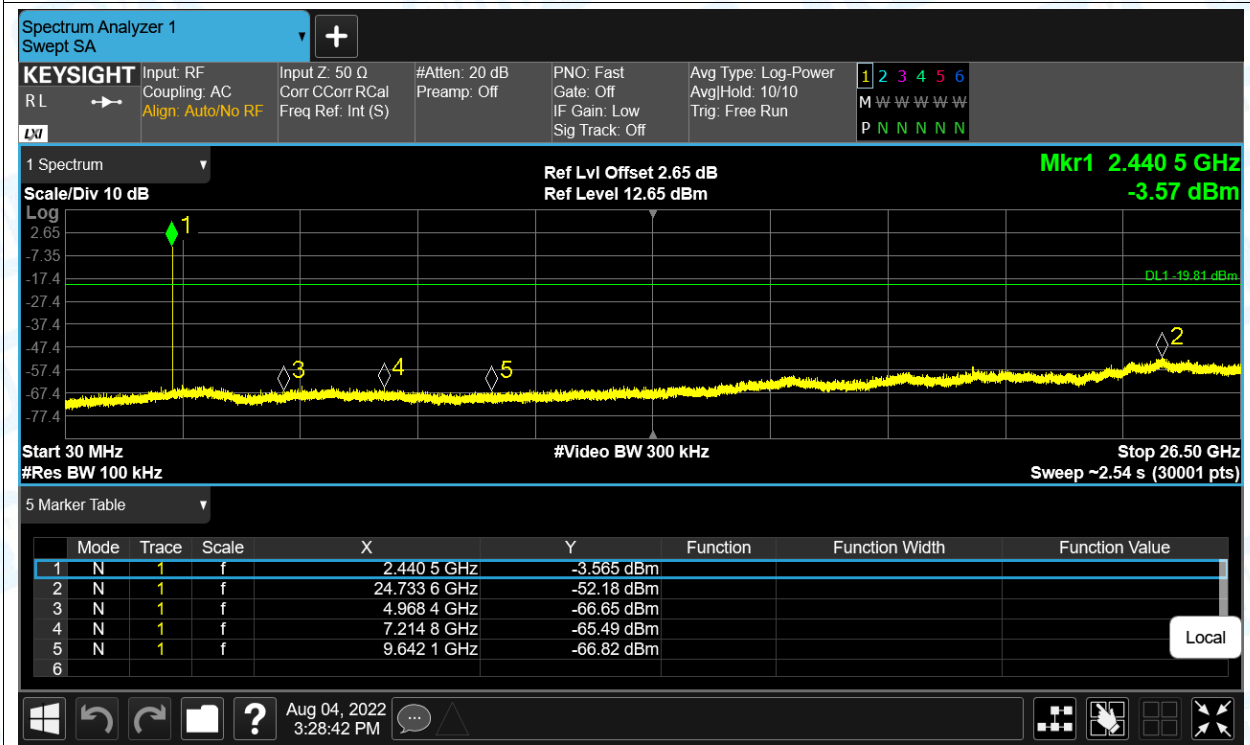 Spectrum Analyzer 1
Swept SA
+
KEYSIGHT
R L
LXI
Input: RF
Coupling: AC
Align: Auto/No RF
Input Z: 50 Ω
Corr CCorr RCal
Freq Ref: Int (S)
#Atten: 20 dB
Preamp: Off
PNO: Fast
Gate: Off
IF Gain: Low
Sig Track: Off
Avg Type: Log-Power
Avg|Hold: 10/10
Trig: Free Run
1 2 3 4 5 6
M W W W W W
P N N N N N
1 Spectrum
Scale/Div 10 dB
Ref Lvl Offset 2.65 dB
Ref Level 12.65 dBm
Mkr1 2.440 5 GHz
-3.57 dBm
Log
2.65
-7.35
-17.4
-27.4
-37.4
-47.4
-57.4
-67.4
-77.4
1
DL1 -19.81 dBm
2
3
4
5
Start 30 MHz
#Video BW 300 kHz
Stop 26.50 GHz
#Res BW 100 kHz
Sweep ~2.54 s (30001 pts)
5 Marker Table
Mode Trace Scale X Y Function Function Width Function Value
1 N 1 f 2.440 5 GHz -3.565 dBm
2 N 1 f 24.733 6 GHz -52.18 dBm
3 N 1 f 4.968 4 GHz -66.65 dBm
4 N 1 f 7.214 8 GHz -65.49 dBm
5 N 1 f 9.642 1 GHz -66.82 dBm
6
Local
?
Aug 04, 2022
3:28:42 PM